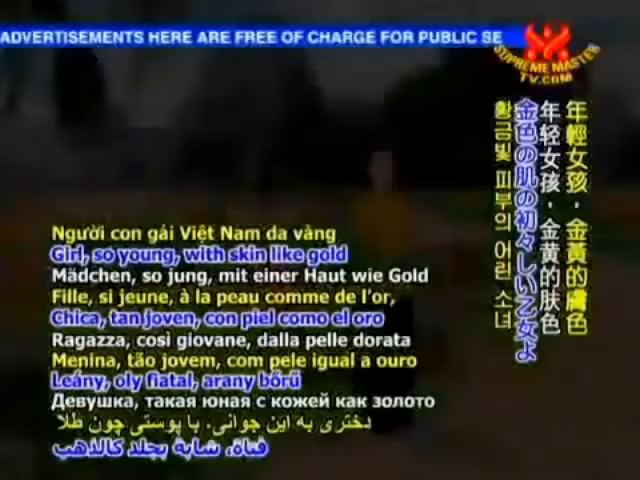 ADVERTISEMENTS HERE ARE FREE OF CHARGE FOR PUBLIC SE
SUPREME MASTER
TV.COM
年輕女孩，金黃的膚色
年轻女孩，金黄的肤色
金色の肌の初々しい乙女よ
황금빛 피부의 어린 소녀
Người con gái Việt Nam da vàng
Girl, so young, with skin like gold
Mädchen, so jung, mit einer Haut wie Gold
Fille, si jeune, à la peau comme de l'or,
Chica, tan joven, con piel como el oro
Ragazza, così giovane, dalla pelle dorata
Menina, tão jovem, com pele igual a ouro
Leány, oly fiatal, arany bőrű
Девушка, такая юная с кожей как золото
دختری به این جوانی، با پوستی چون طلا
فتاة، شابة بجلد كالذهب